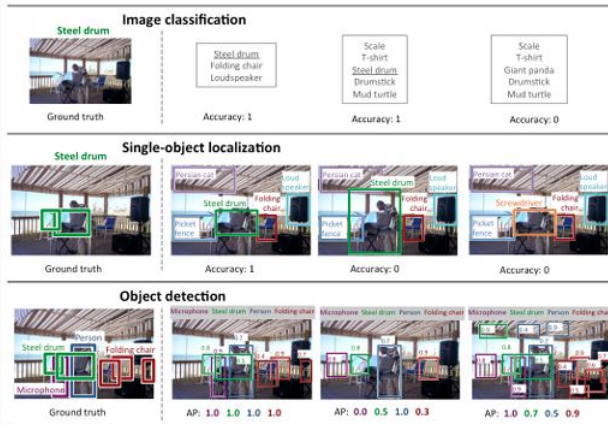 Image classification
Steel drum
Ground truth
Steel drum
Folding chair
Loudspeaker
Accuracy: 1
Scale
T-shirt
Steel drum
Drumstick
Mud turtle
Accuracy: 1
Scale
T-shirt
Giant panda
Drumstick
Mud turtle
Accuracy: 0
Single-object localization
Steel drum
Ground truth
Persian cat
Loud
speaker
Steel drum
Folding
chair
Picket
fence
Accuracy: 1
Persian cat
Loud
speaker
Steel drum
Folding
chair
Picket
fence
Accuracy: 0
Persian cat
Loud
speaker
Screwdriver
Folding
chair
Picket
fence
Accuracy: 0
Object detection
Person
Steel drum
Folding chair
Microphone
Ground truth
Microphone Steel drum Person Folding chair
AP: 1.0 1.0 1.0 1.0
Microphone Steel drum Person Folding chair
AP: 0.0 0.5 1.0 0.3
Microphone Steel drum Person Folding chair
AP: 1.0 0.7 0.5 0.9